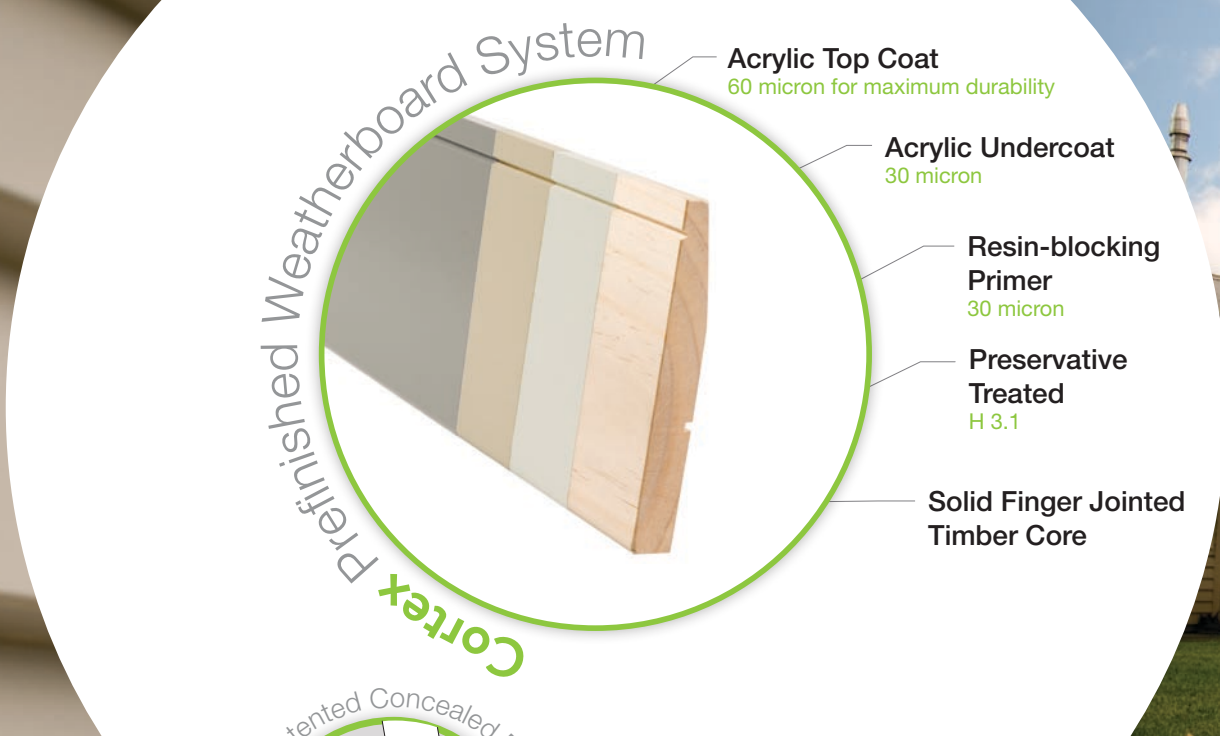 Cortex Prefinished Weatherboard System
Acrylic Top Coat
60 micron for maximum durability
Acrylic Undercoat
30 micron
Resin-blocking
Primer
30 micron
Preservative
Treated
H 3.1
Solid Finger Jointed
Timber Core
Concealed